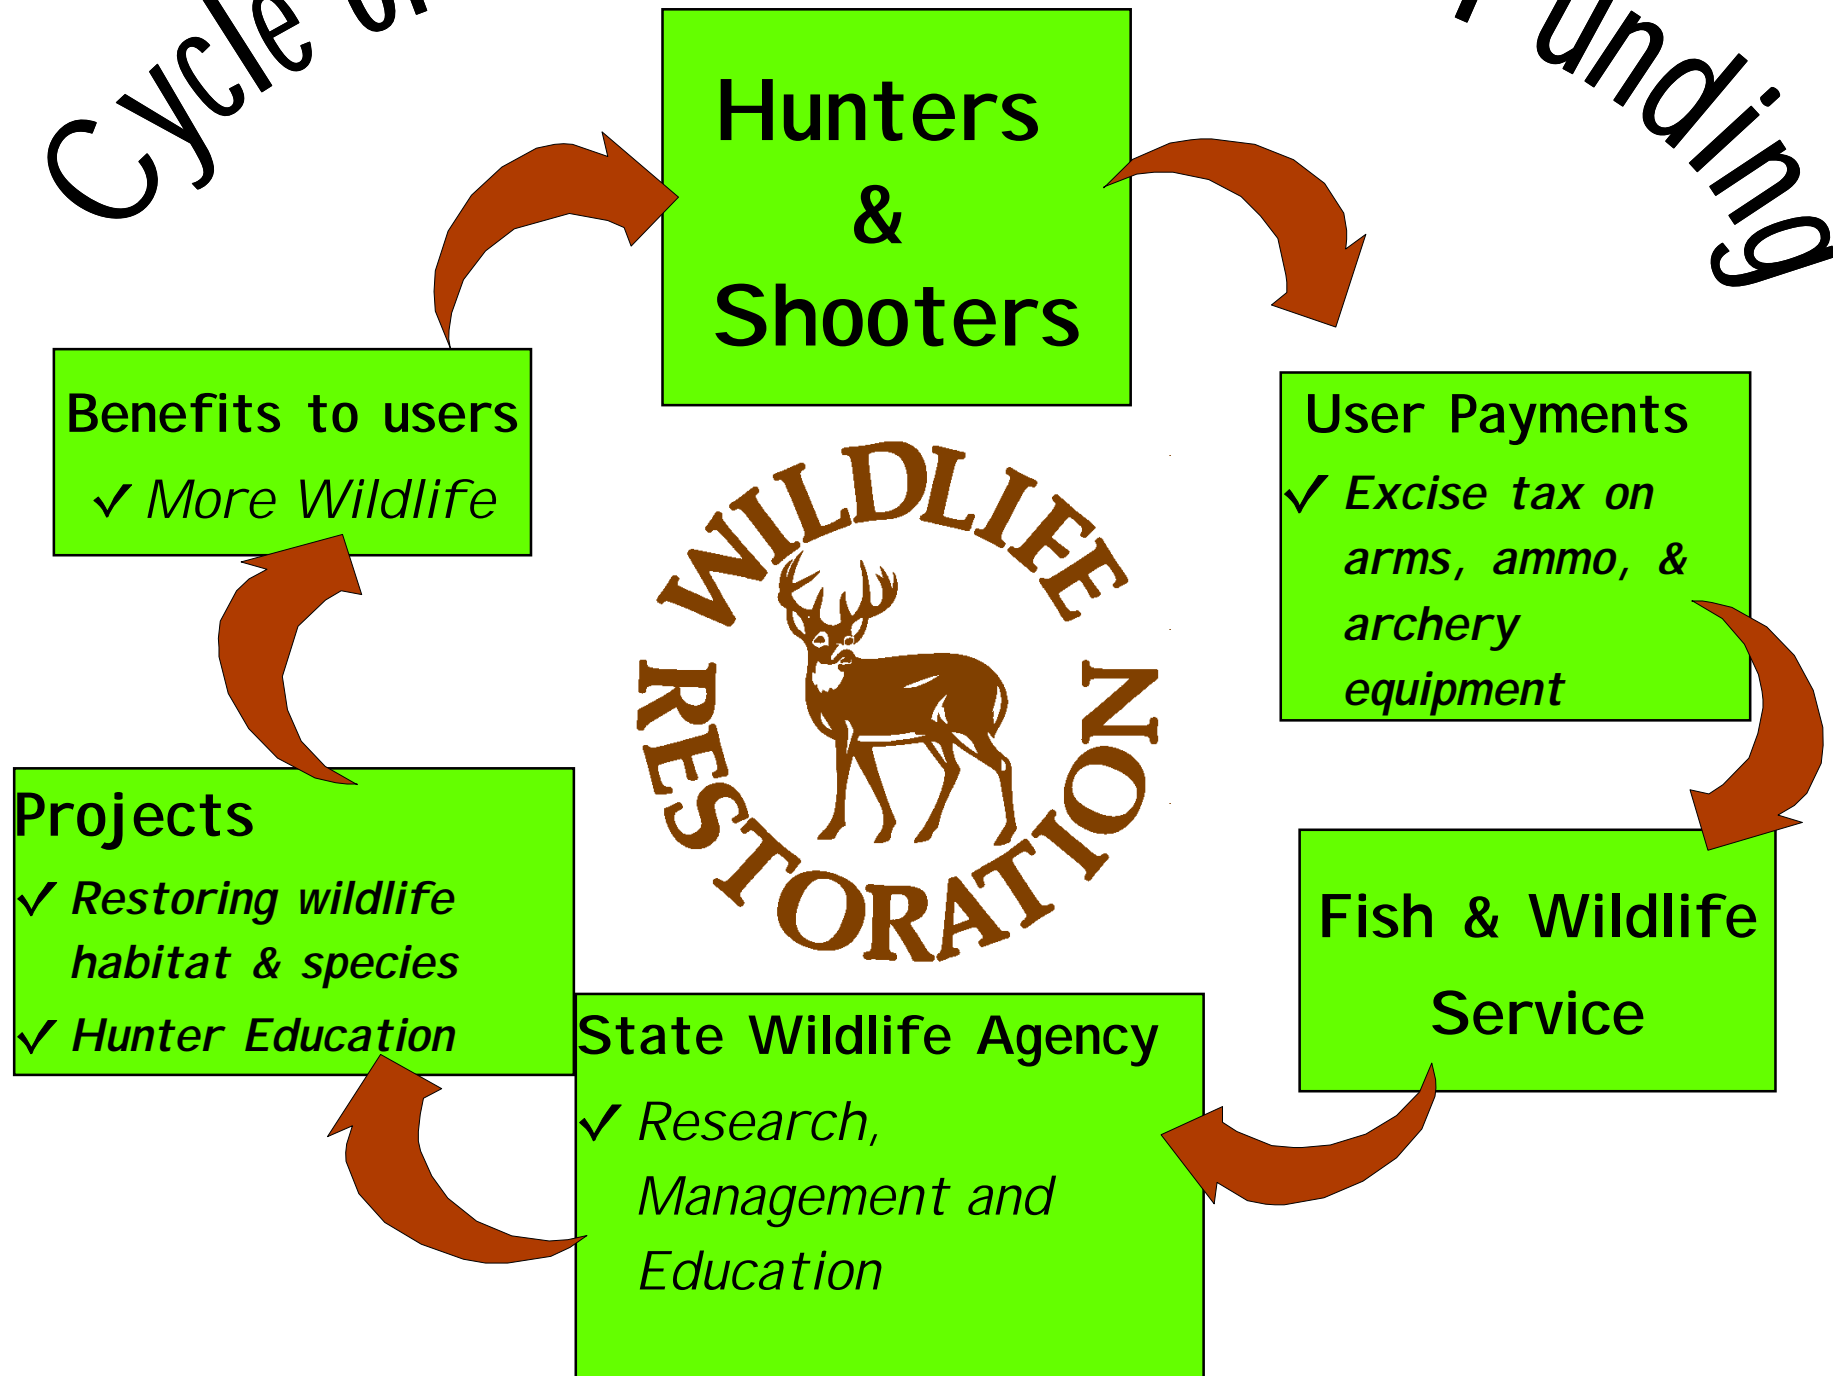 Cycle
Funding
Hunters
&
Shooters
Benefits to users
✓ More Wildlife
User Payments
✓ Excise tax on
arms, ammo, &
archery
equipment
WILDLIFE
RESTORATION
Projects
✓ Restoring wildlife
habitat & species
✓ Hunter Education
Fish & Wildlife
Service
State Wildlife Agency
✓ Research,
Management and
Education